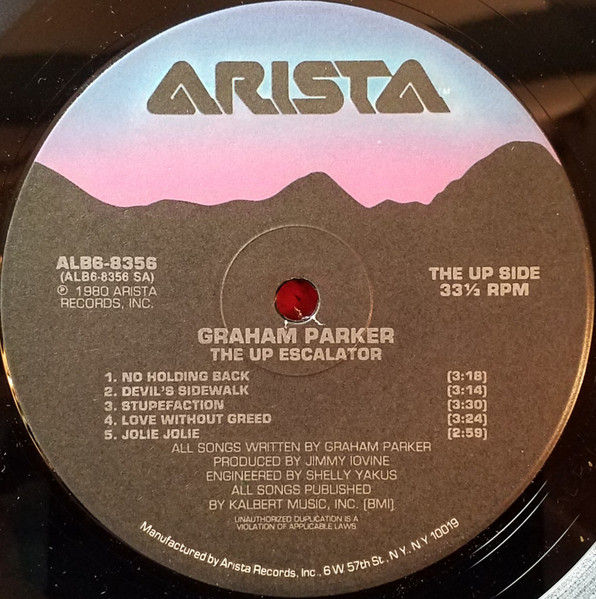 ARISTA
ALB6-8356
(ALB6-8356 SA)
℗ 1980 ARISTA
RECORDS, INC.
THE UP SIDE
33⅓ RPM
GRAHAM PARKER
THE UP ESCALATOR
1. NO HOLDING BACK [3:18]
2. DEVIL'S SIDEWALK [3:14]
3. STUPEFACTION [3:30]
4. LOVE WITHOUT GREED [3:24]
5. JOLIE JOLIE [2:59]
ALL SONGS WRITTEN BY GRAHAM PARKER
PRODUCED BY JIMMY IOVINE
ENGINEERED BY SHELLY YAKUS
ALL SONGS PUBLISHED
BY KALBERT MUSIC, INC. [BMI]
UNAUTHORIZED DUPLICATION IS A
VIOLATION OF APPLICABLE LAWS.
Manufactured by Arista Records, Inc., 6 W 57th St., N.Y., N.Y. 10019